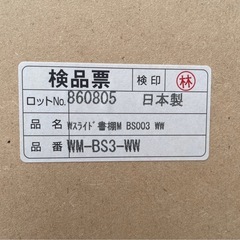 検品票 検印 林
ロットNo. 860805 日本製
品名 Wスライド書棚M BS003 WW
品番 WM-BS3-WW